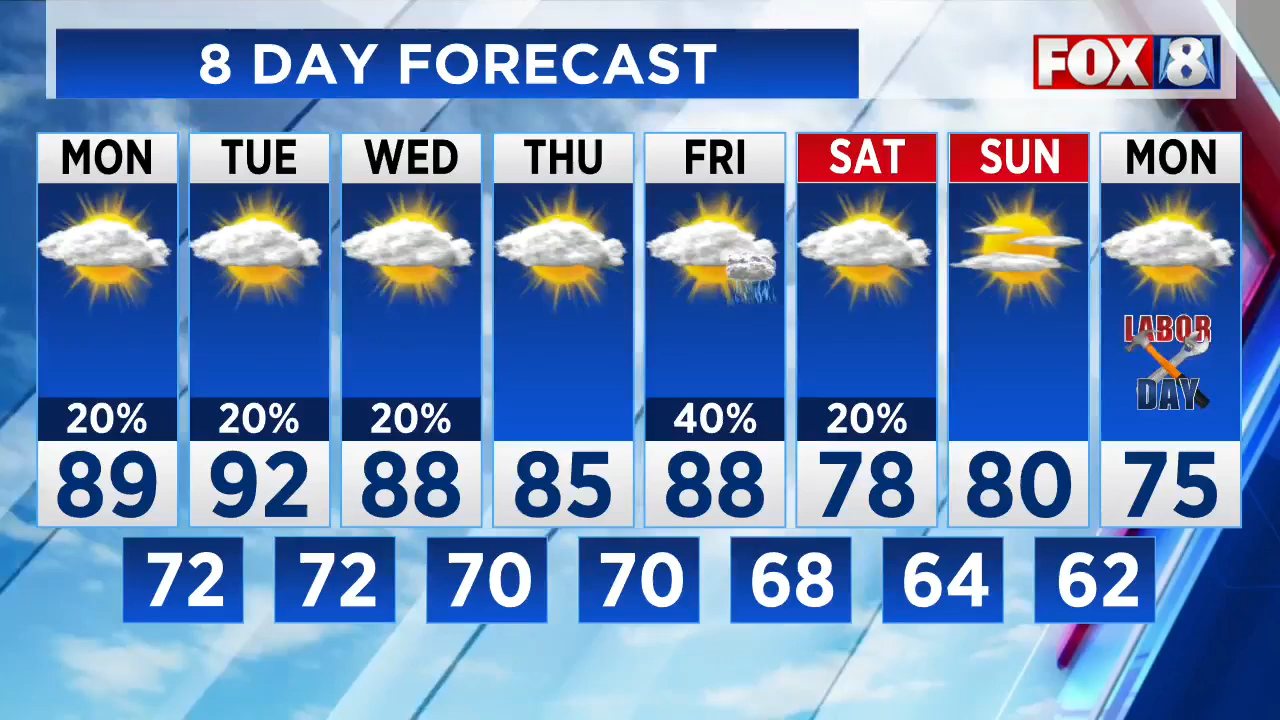 8 DAY FORECAST
FOX 8
MON TUE WED THU FRI SAT SUN MON
LABOR
DAY
20% 20% 20% 40% 20%
89 92 88 85 88 78 80 75
72 72 70 70 68 64 62